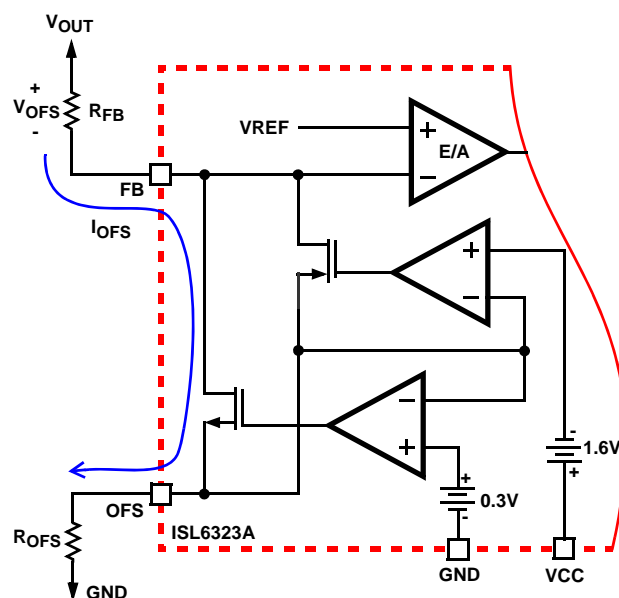 VOUT
+
VOFS
-
RFB
VREF
+
E/A
−
FB
IOFS
+
−
−
+
-
1.6V
+
+
0.3V
-
OFS
ISL6323A
ROFS
GND
GND
VCC